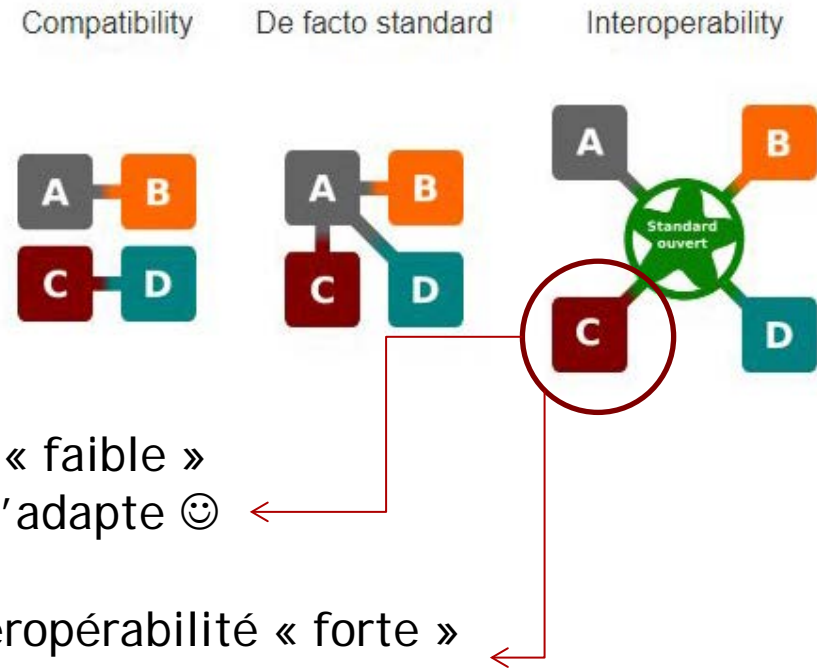 Compatibility De facto standard Interoperability
A B A B A B
Standard
ouvert
C D C D C D
« faible »
'adapte ☺
eropérabilité « forte »